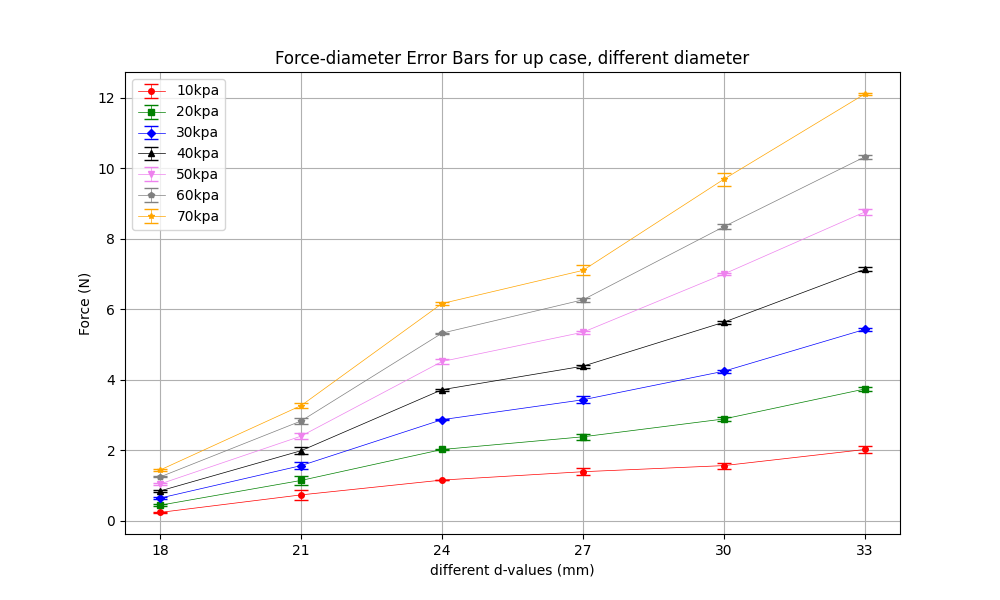 Force-diameter Error Bars for up case, different diameter
10kpa
20kpa
30kpa
40kpa
50kpa
60kpa
70kpa
Force (N)
12
10
8
6
4
2
0
18 21 24 27 30 33
different d-values (mm)